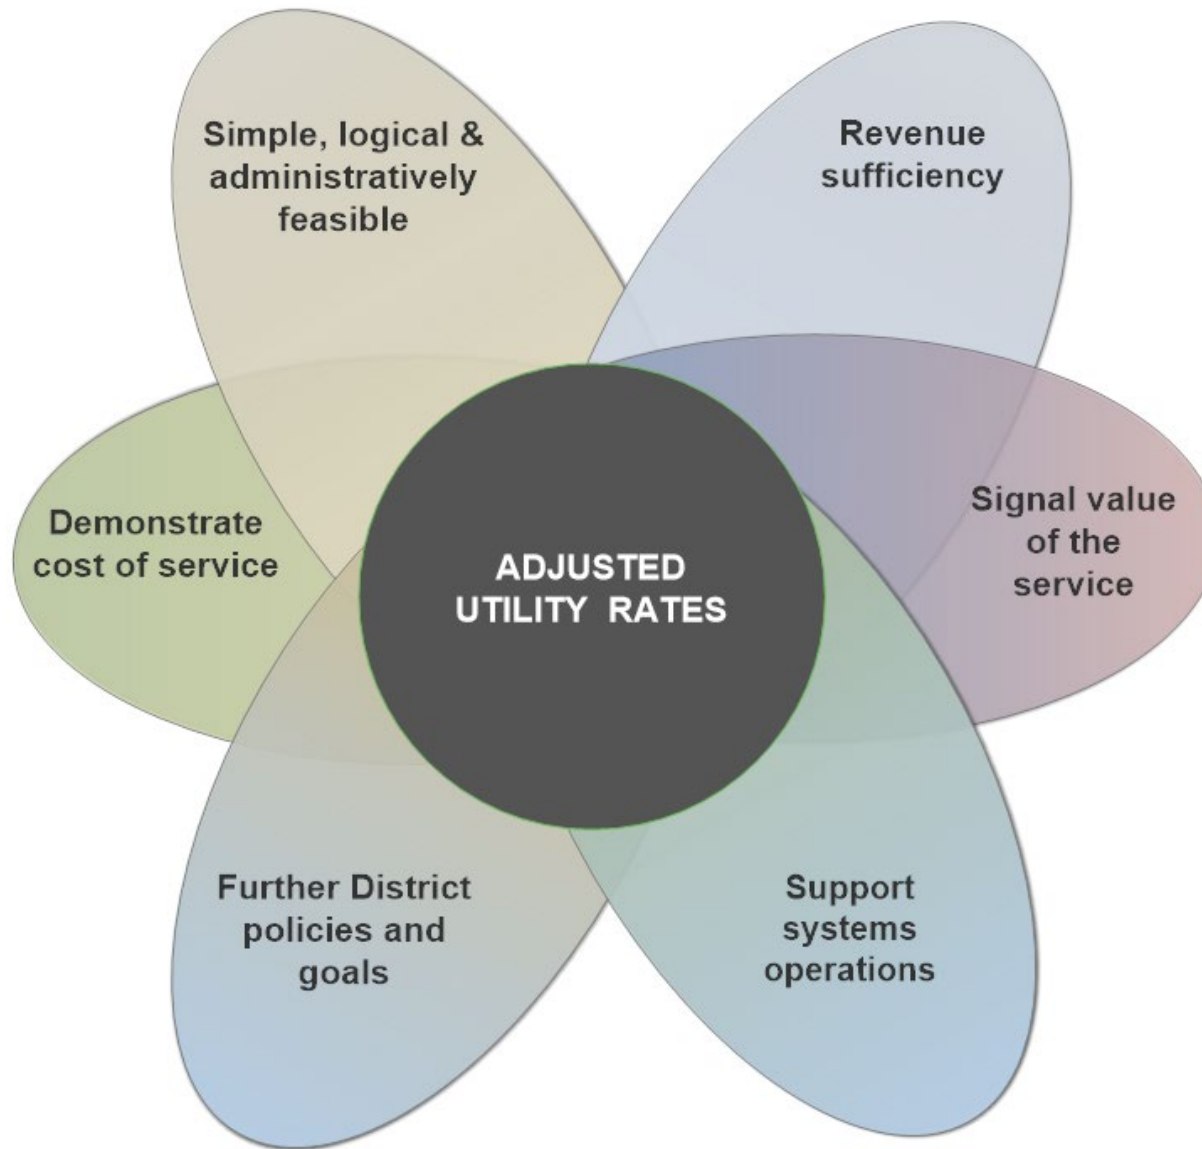 Simple, logical &
administratively
feasible
Revenue
sufficiency
Demonstrate
cost of service
ADJUSTED
UTILITY RATES
Signal value
of the
service
Further District
policies and
goals
Support
systems
operations